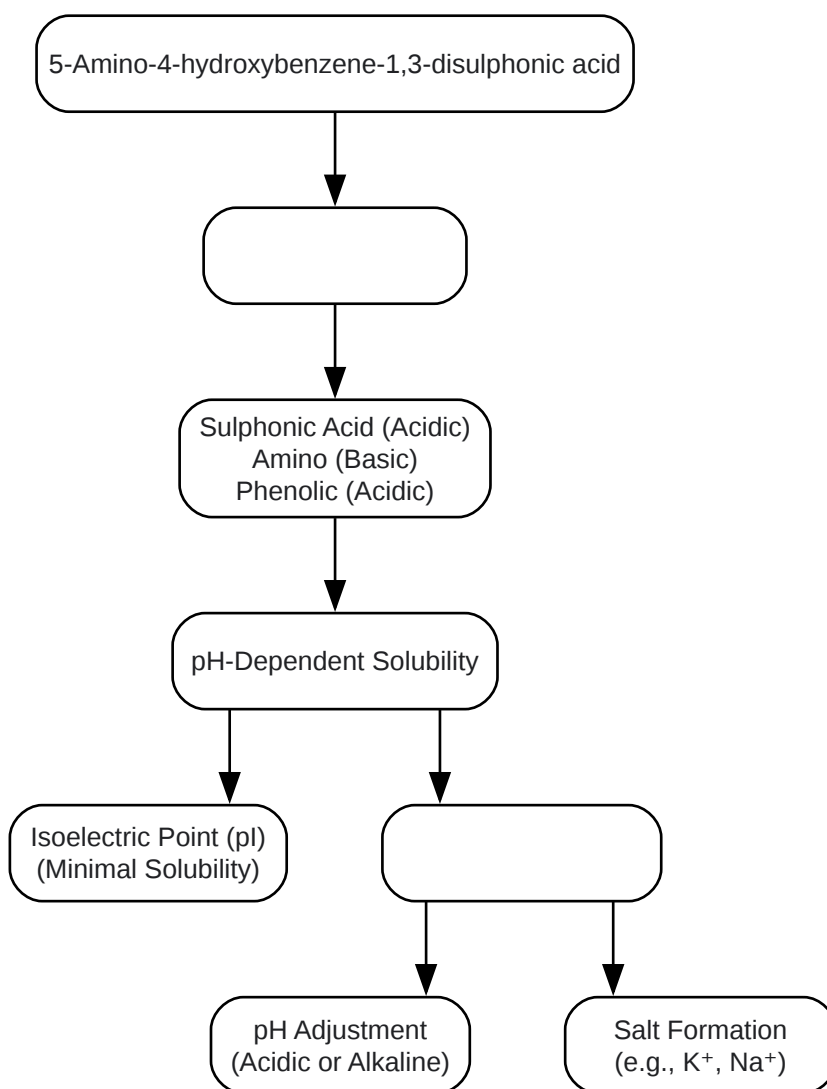 5-Amino-4-hydroxybenzene-1,3-disulphonic acid
Sulphonic Acid (Acidic)
Amino (Basic)
Phenolic (Acidic)
pH-Dependent Solubility
Isoelectric Point (pI)
(Minimal Solubility)
pH Adjustment
(Acidic or Alkaline)
Salt Formation
(e.g., K⁺, Na⁺)